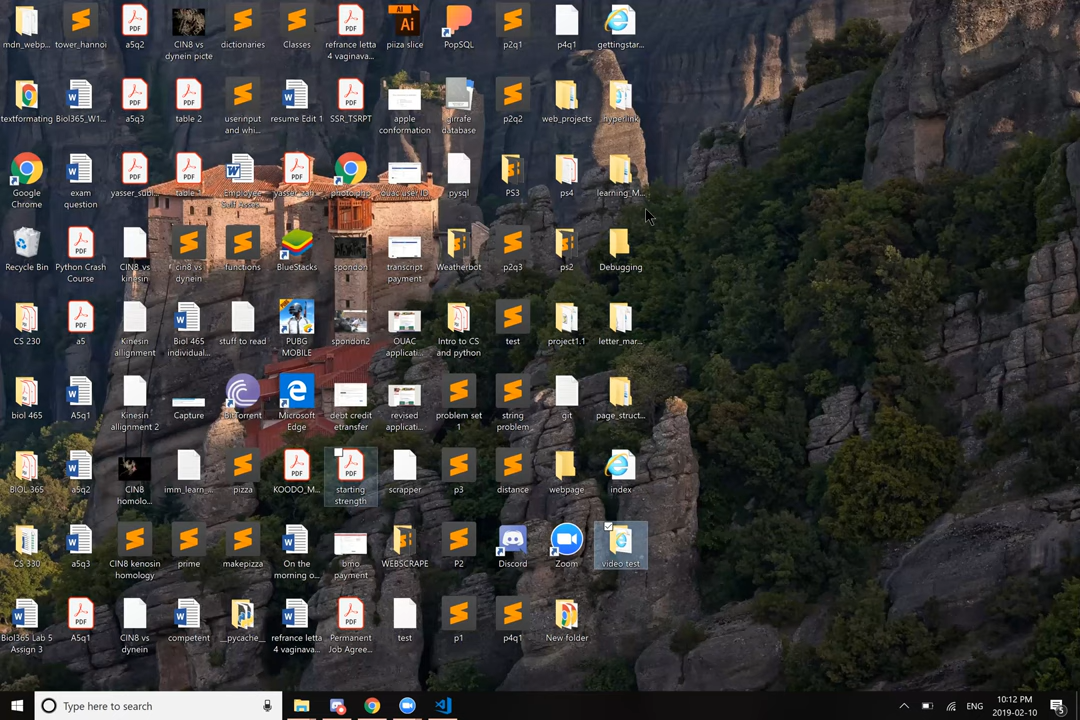 mdn_webp...
tower_hannoi
a5q2
CIN8 vs
dynein picte
dictionaries
Classes
refrance letta
4 vaginava...
piiza slice
PopSQL
p2q1
p4q1
gettingstar...
textformating
Biol365_W1...
a5q3
table 2
userinput
and whi...
resume Edit 1
SSR_TSRPT
apple
conformation
girrafe
database
p2q2
web_projects
hyperlink
Google
Chrome
exam
question
yasser_sub...
table
Employee
Self Asses...
PS3
pysql
ps4
learning_M...
Recycle Bin
Python Crash
Course
CIN8 vs
kinesin
cin8 vs
dynein
functions
BlueStacks
spondon
transcript
payment
Weatherbot
p2q3
ps2
Debugging
CS 230
a5
Kinesin
allignment
Biol 465
individual...
stuff to read
PUBG
MOBILE
spondon2
OUAC
applicati...
Intro to CS
and python
test
project1.1
letter_mar...
biol 465
A5q1
Kinesin
allignment 2
Capture
BitTorrent
Microsoft
Edge
debt credit
etransfer
revised
applicati...
problem set
1
string
problem...
git
page_struct...
BIOL 365
a5q2
CIN8
homolo...
imm_learn_...
pizza
KOODO_M...
starting
strength
scrapper
p3
distance
webpage
index
CS 330
a5q3
CIN8 kenosin
homology
prime
makepizza
On the
morning o...
bmo
payment
WEBSCRAPE
P2
Discord
Zoom
video test
Biol365 Lab 5
Assign 3
A5q1
CIN8 vs
dynein
competent
__pycache__
refrance letta
4 vaginava...
Permanent
Job Agree...
test
p1
p4q1
New folder
Type here to search
ENG
10:12 PM
2019-02-10
5